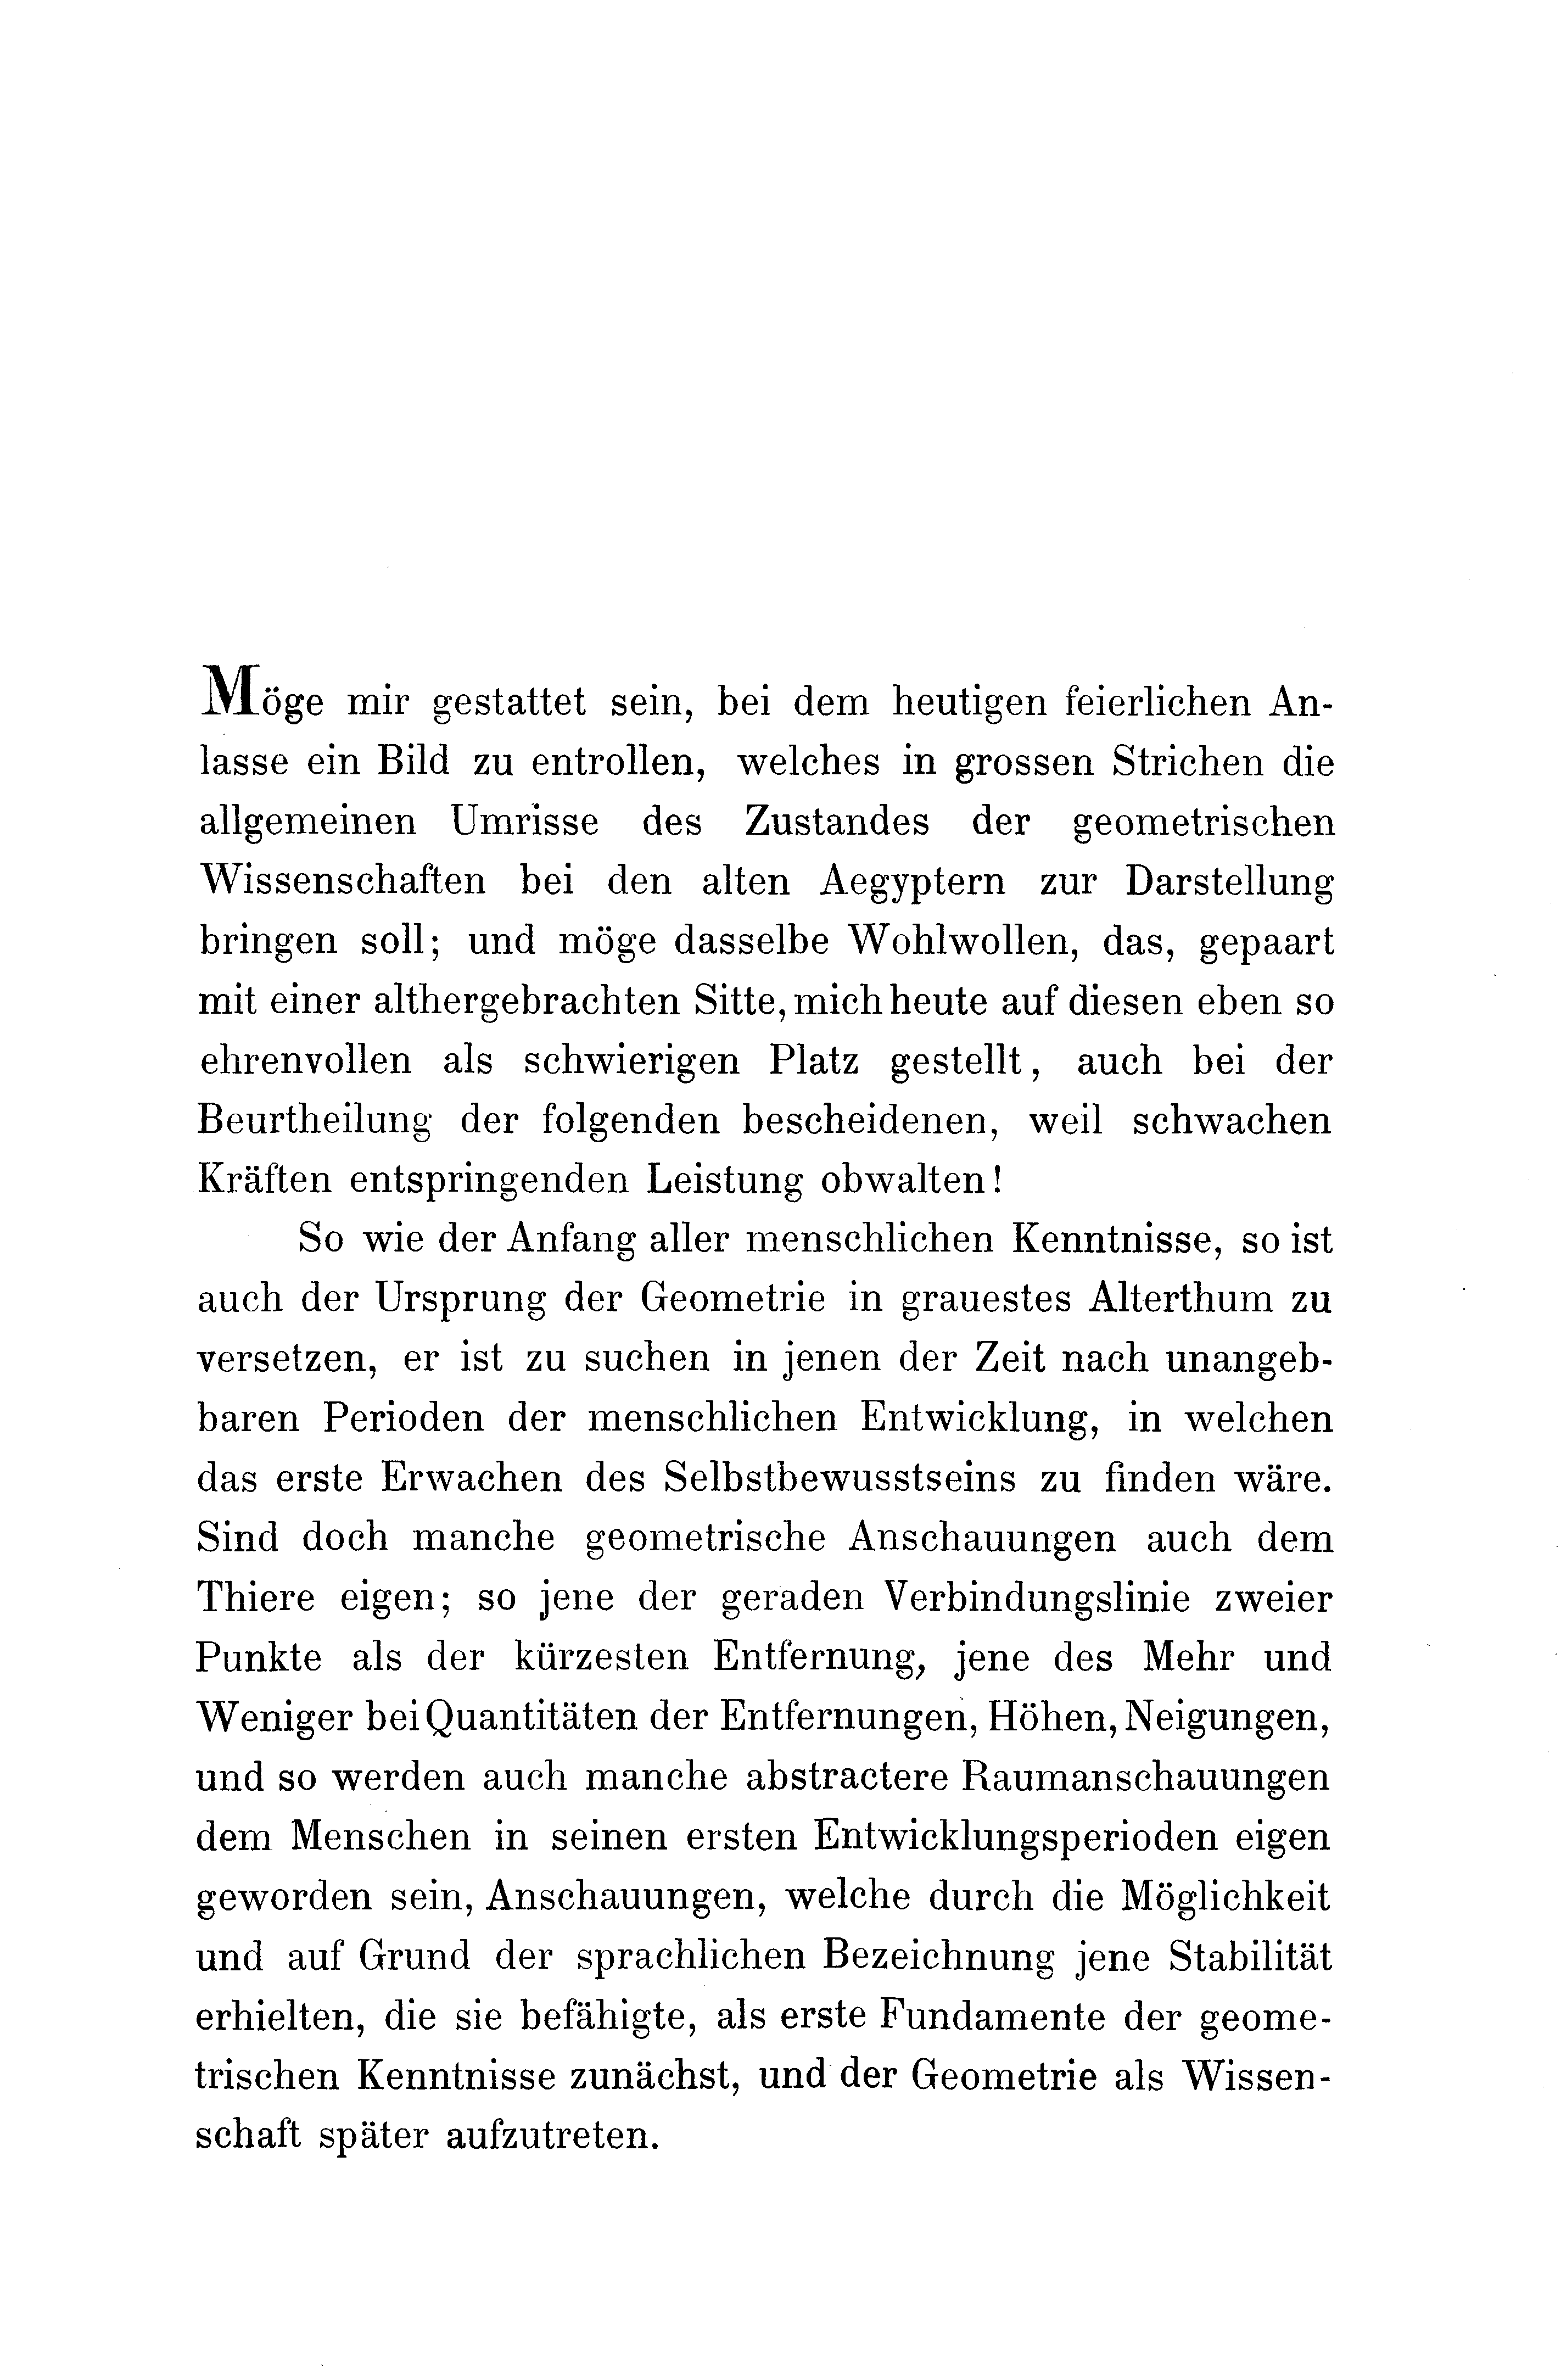 Möge mir gestattet sein, bei dem heutigen feierlichen An-
lasse ein Bild zu entrollen, welches in grossen Strichen die
allgemeinen Umrisse des Zustandes der geometrischen
Wissenschaften bei den alten Aegyptern zur Darstellung
bringen soll; und möge dasselbe Wohlwollen, das, gepaart
mit einer althergebrachten Sitte, mich heute auf diesen eben so
ehrenvollen als schwierigen Platz gestellt, auch bei der
Beurtheilung der folgenden bescheidenen, weil schwachen
Kräften entspringenden Leistung obwalten!
So wie der Anfang aller menschlichen Kenntnisse, so ist
auch der Ursprung der Geometrie in grauestes Alterthum zu
versetzen, er ist zu suchen in jenen der Zeit nach unangeb-
baren Perioden der menschlichen Entwicklung, in welchen
das erste Erwachen des Selbstbewusstseins zu finden wäre.
Sind doch manche geometrische Anschauungen auch dem
Thiere eigen; so jene der geraden Verbindungslinie zweier
Punkte als der kürzesten Entfernung, jene des Mehr und
Weniger bei Quantitäten der Entfernungen, Höhen, Neigungen,
und so werden auch manche abstractere Raumanschauungen
dem Menschen in seinen ersten Entwicklungsperioden eigen
geworden sein, Anschauungen, welche durch die Möglichkeit
und auf Grund der sprachlichen Bezeichnung jene Stabilität
erhielten, die sie befähigte, als erste Fundamente der geome-
trischen Kenntnisse zunächst, und der Geometrie als Wissen-
schaft später aufzutreten.